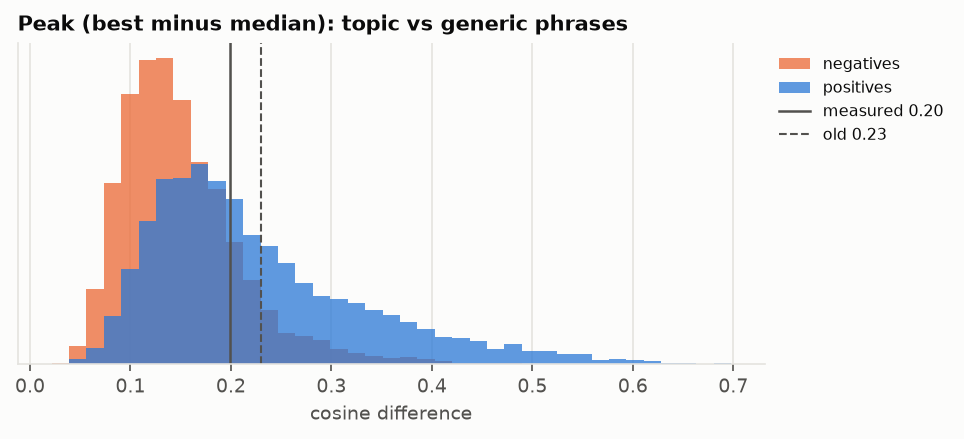 Peak (best minus median): topic vs generic phrases
negatives
positives
measured 0.20
old 0.23
0.0 0.1 0.2 0.3 0.4 0.5 0.6 0.7
cosine difference